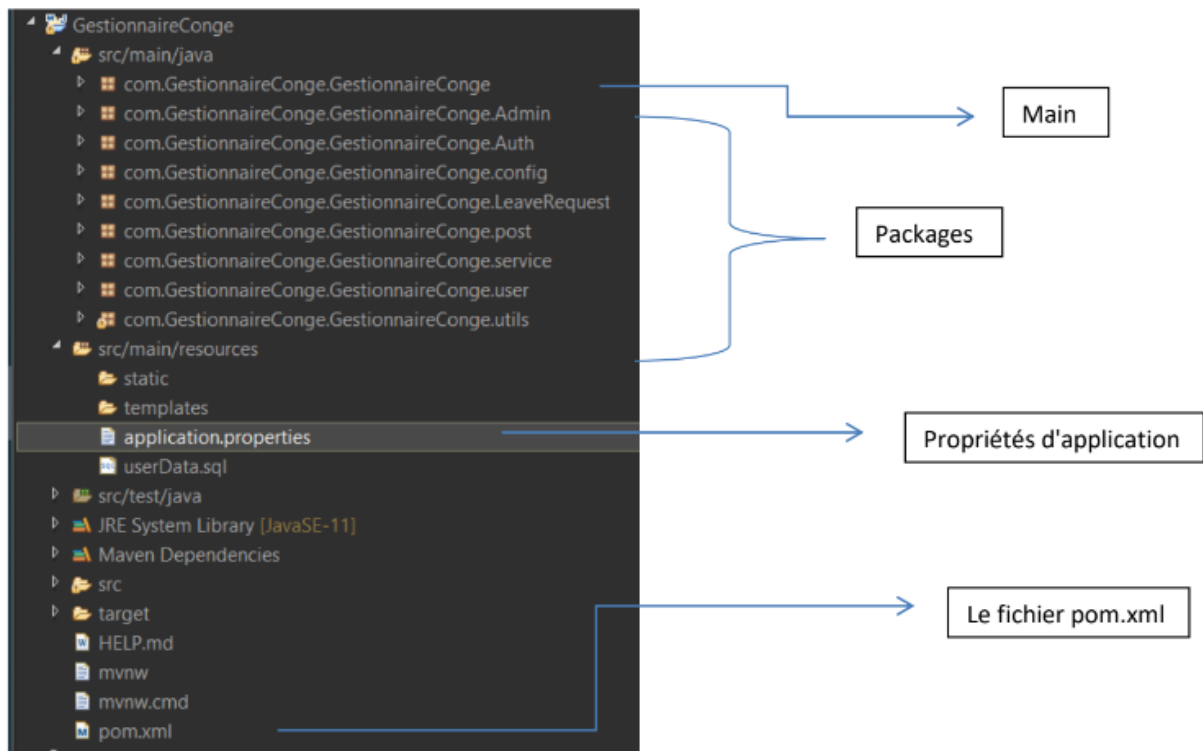 GestionnaireConge
src/main/java
com.GestionnaireConge.GestionnaireConge
com.GestionnaireConge.GestionnaireConge.Admin
com.GestionnaireConge.GestionnaireConge.Auth
com.GestionnaireConge.GestionnaireConge.config
com.GestionnaireConge.GestionnaireConge.LeaveRequest
com.GestionnaireConge.GestionnaireConge.post
com.GestionnaireConge.GestionnaireConge.service
com.GestionnaireConge.GestionnaireConge.user
com.GestionnaireConge.GestionnaireConge.utils
src/main/resources
static
templates
application.properties
userData.sql
src/test/java
JRE System Library [JavaSE-11]
Maven Dependencies
src
target
HELP.md
mvnw
mvnw.cmd
pom.xml
Main
Packages
Propriétés d'application
Le fichier pom.xml